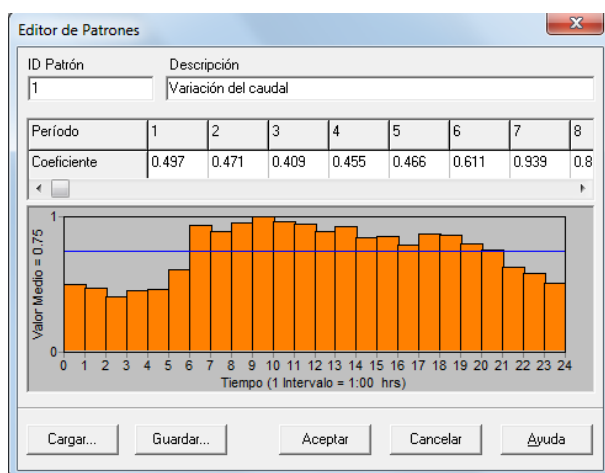 Editor de Patrones
ID Patrón Descripción
1 Variación del caudal
Período 1 2 3 4 5 6 7 8
Coeficiente 0.497 0.471 0.409 0.455 0.466 0.611 0.939 0.8
1
Valor Medio = 0.75
0
0 1 2 3 4 5 6 7 8 9 10 11 12 13 14 15 16 17 18 19 20 21 22 23 24
Tiempo (1 Intervalo = 1:00 hrs)
Cargar... Guardar... Aceptar Cancelar Ayuda